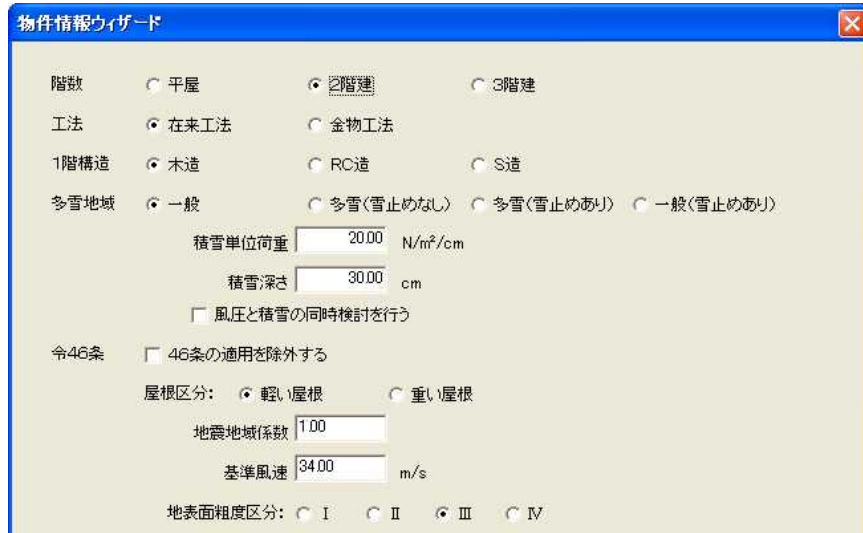 物件情報ウィザード
階数 平屋 2階建 3階建
工法 在来工法 金物工法
1階構造 木造 RC造 S造
多雪地域 一般 多雪(雪止めなし) 多雪(雪止めあり) 一般(雪止めあり)
積雪単位荷重 20.00 N/m²/cm
積雪深さ 30.00 cm
風圧と積雪の同時検討を行う
令46条 46条の適用を除外する
屋根区分: 軽い屋根 重い屋根
地震地域係数 1.00
基準風速 34.00 m/s
地表面粗度区分: Ⅰ Ⅱ Ⅲ Ⅳ